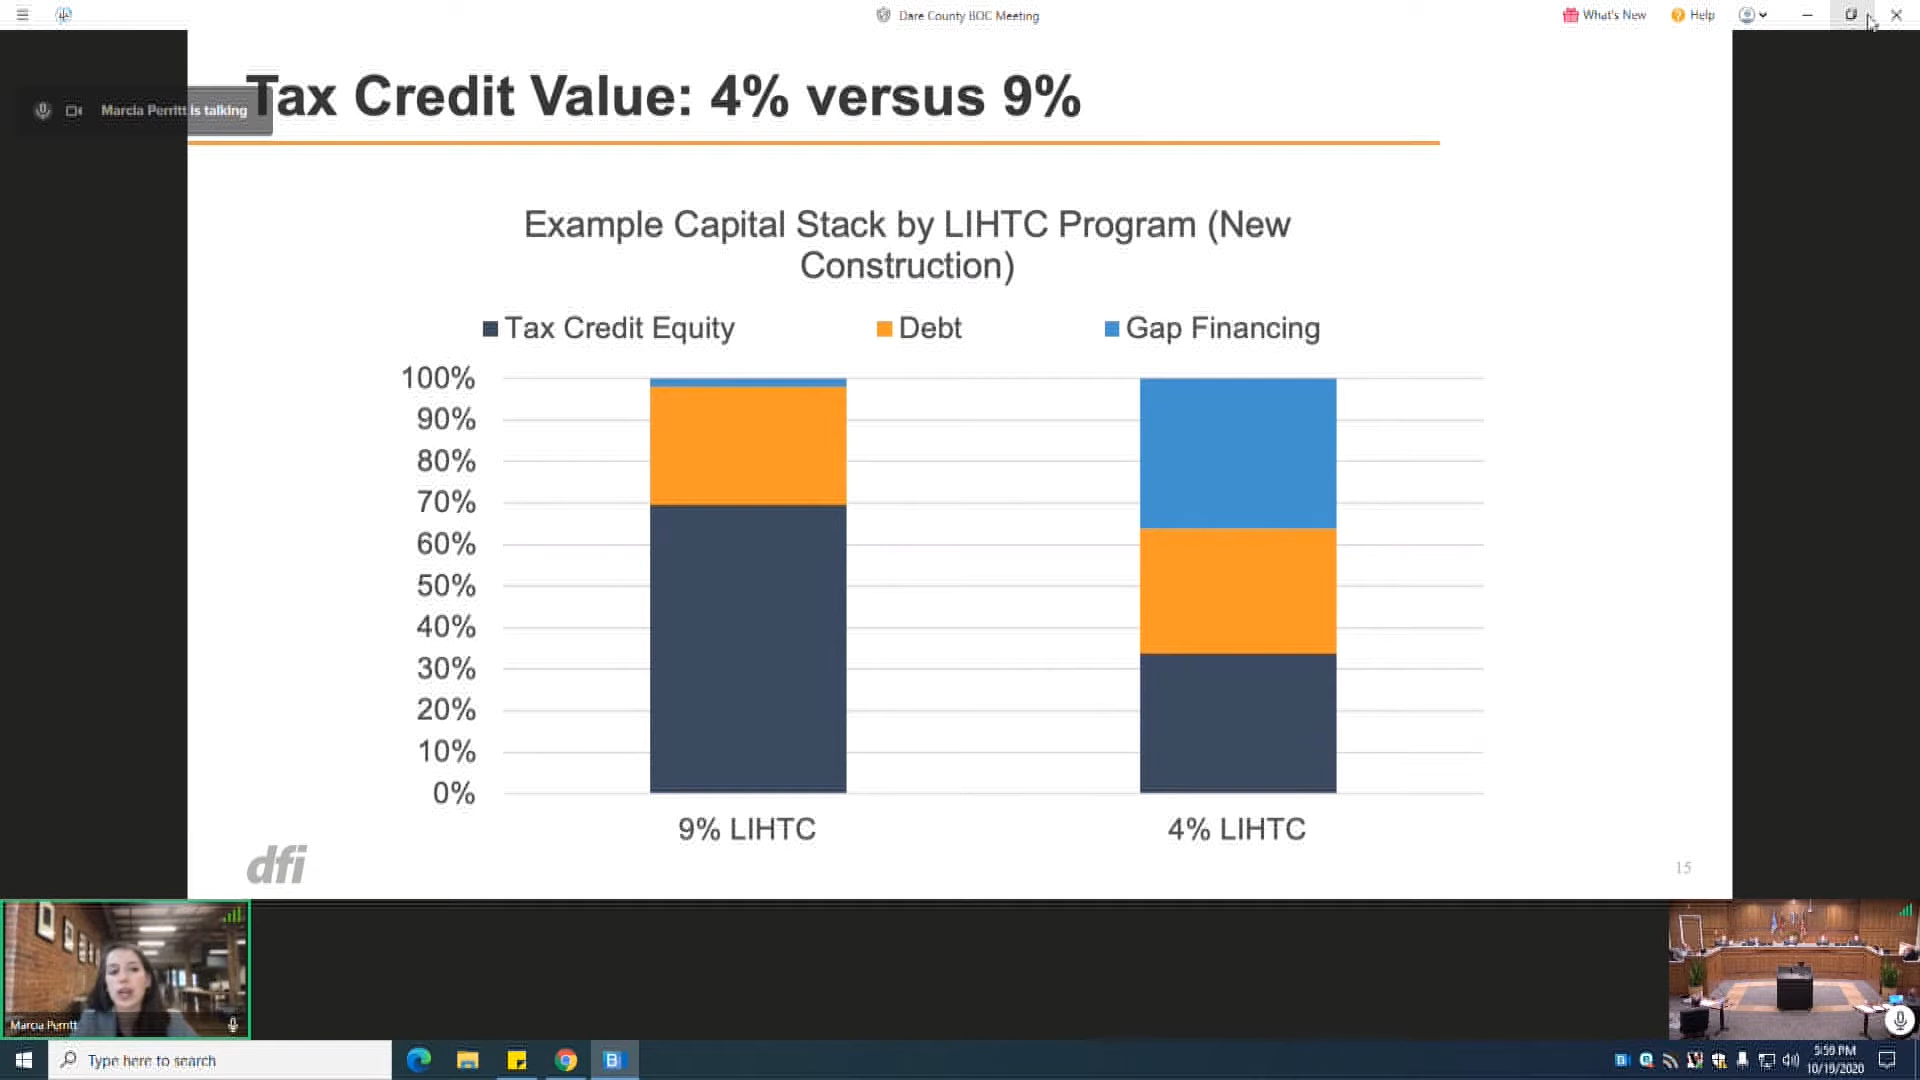 Dare County BOC Meeting
What's New
Help
Tax Credit Value: 4% versus 9%
Marcia Perritt is talking
Example Capital Stack by LIHTC Program (New
Construction)
Tax Credit Equity
Debt
Gap Financing
100%
90%
80%
70%
60%
50%
40%
30%
20%
10%
0%
9% LIHTC
4% LIHTC
dfi
15
Marcia Perritt
Type here to search
5:59 PM
10/19/2020